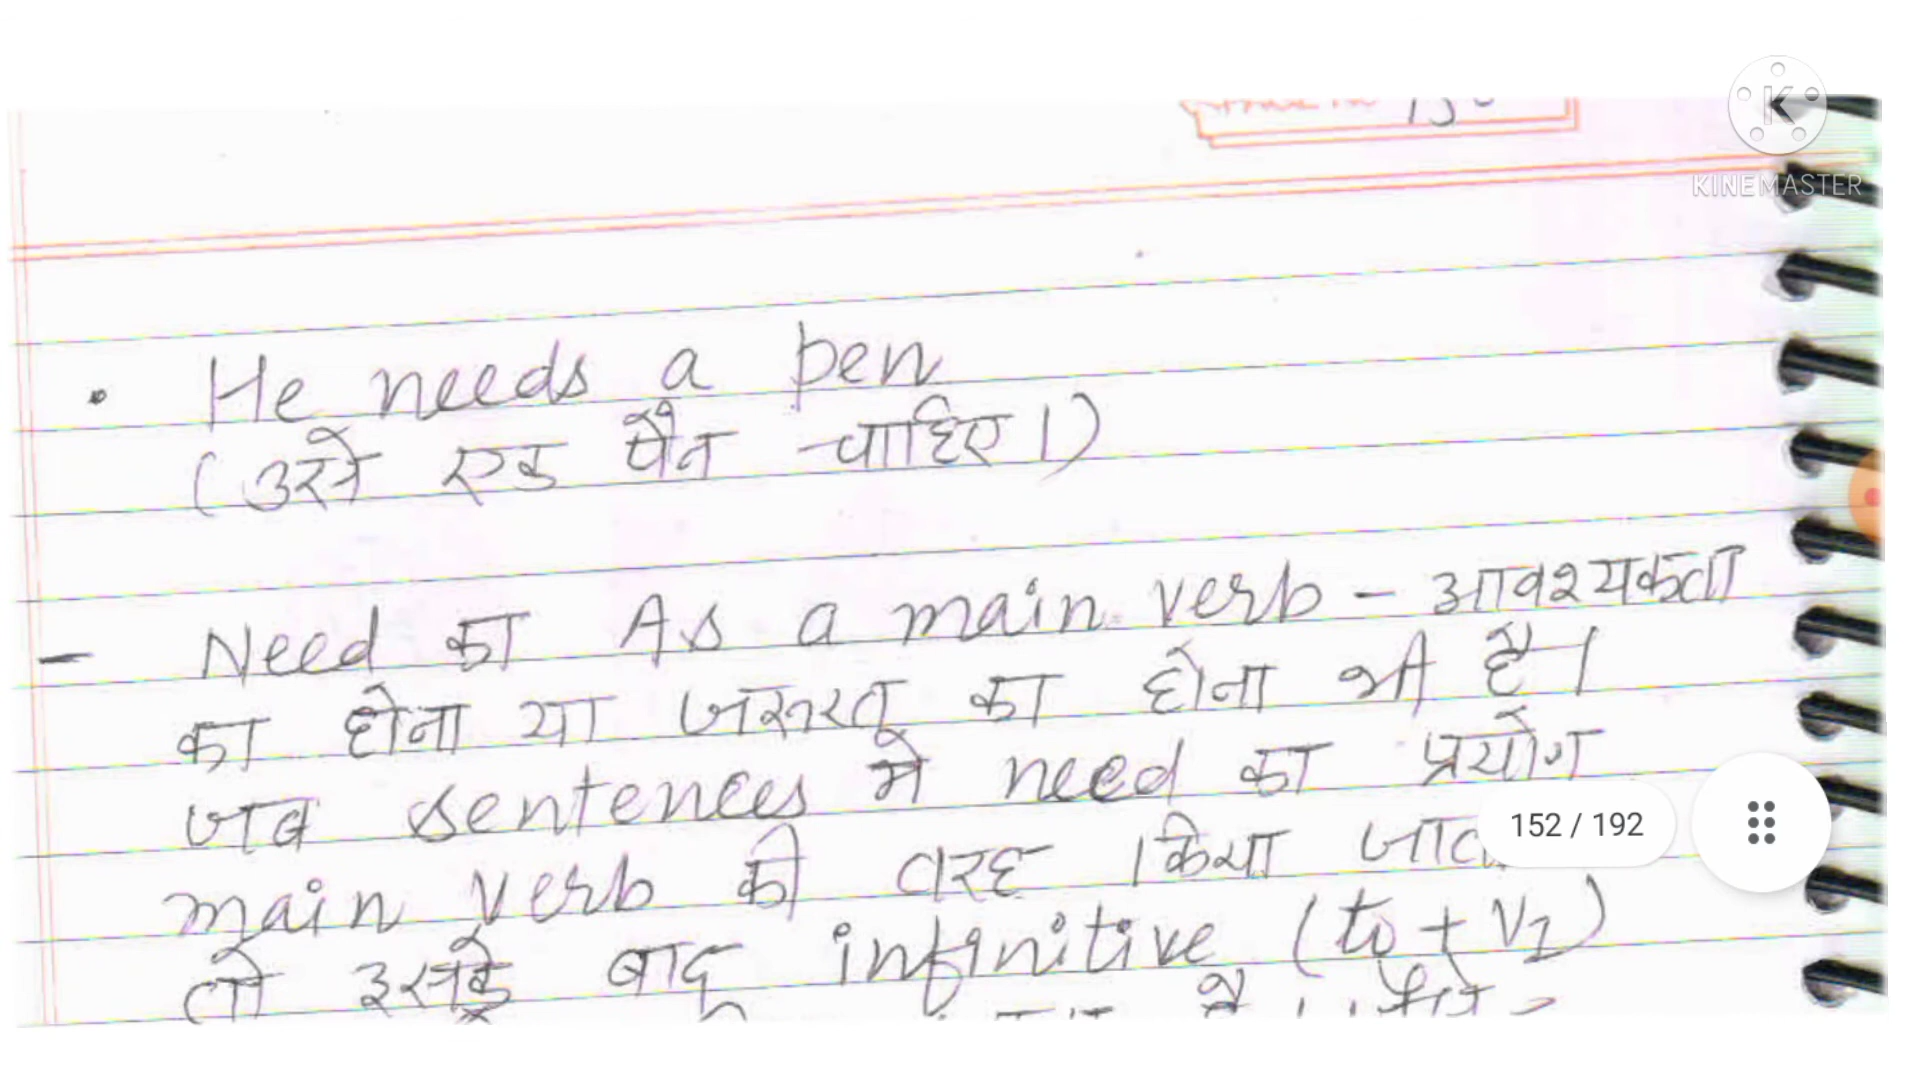 KINEMASTER
• He needs a pen
(उसे एक पैन चाहिए।)
- Need का As a main verb - आवश्यकता
का होना या जरूरत का होना भी है।
जब sentences मे need का प्रयोग
152 / 192
main verb की तरह किया
तो उसके बाद infinitive (to + V1)